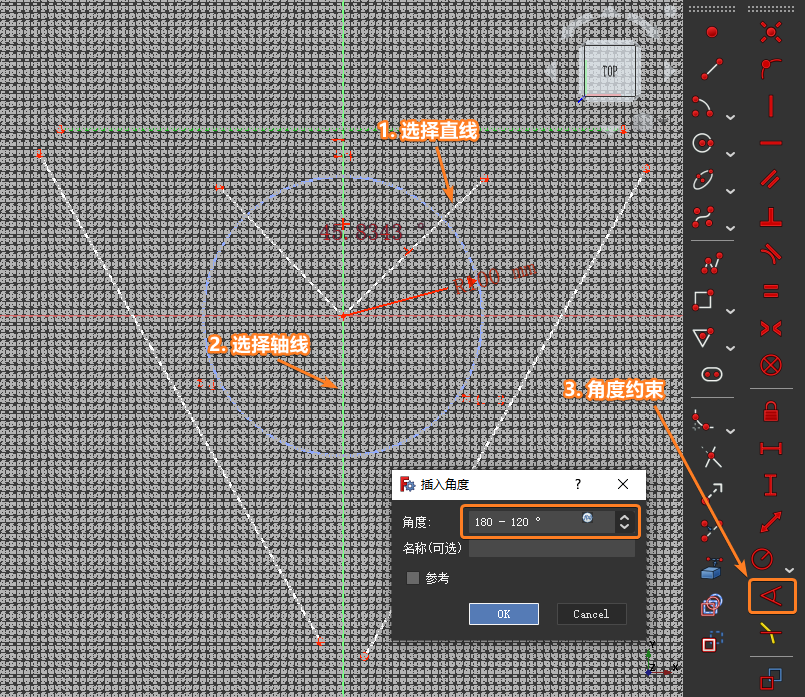 TOP
1. 选择直线
45.8343 °
R100 mm
2. 选择轴线
3. 角度约束
插入角度
?
角度:
180 - 120 °
名称(可选)
参考
OK
Cancel
Z
X